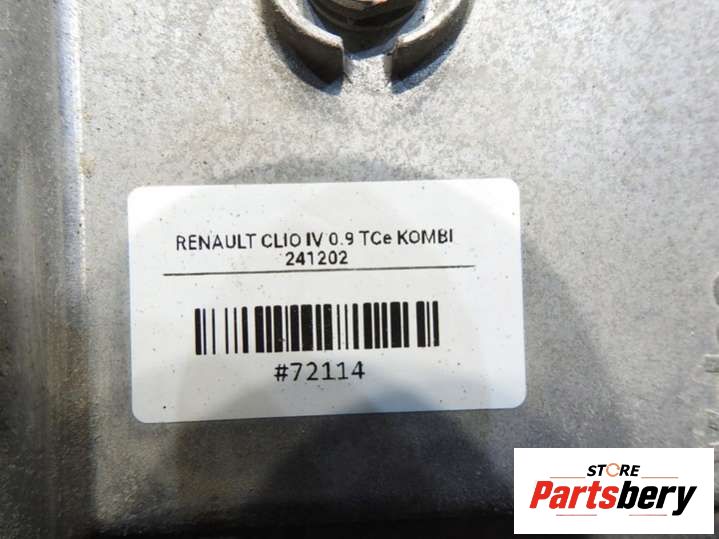 RENAULT CLIO IV 0.9 TCe KOMBI
241202
#72114
STORE
Partsbery